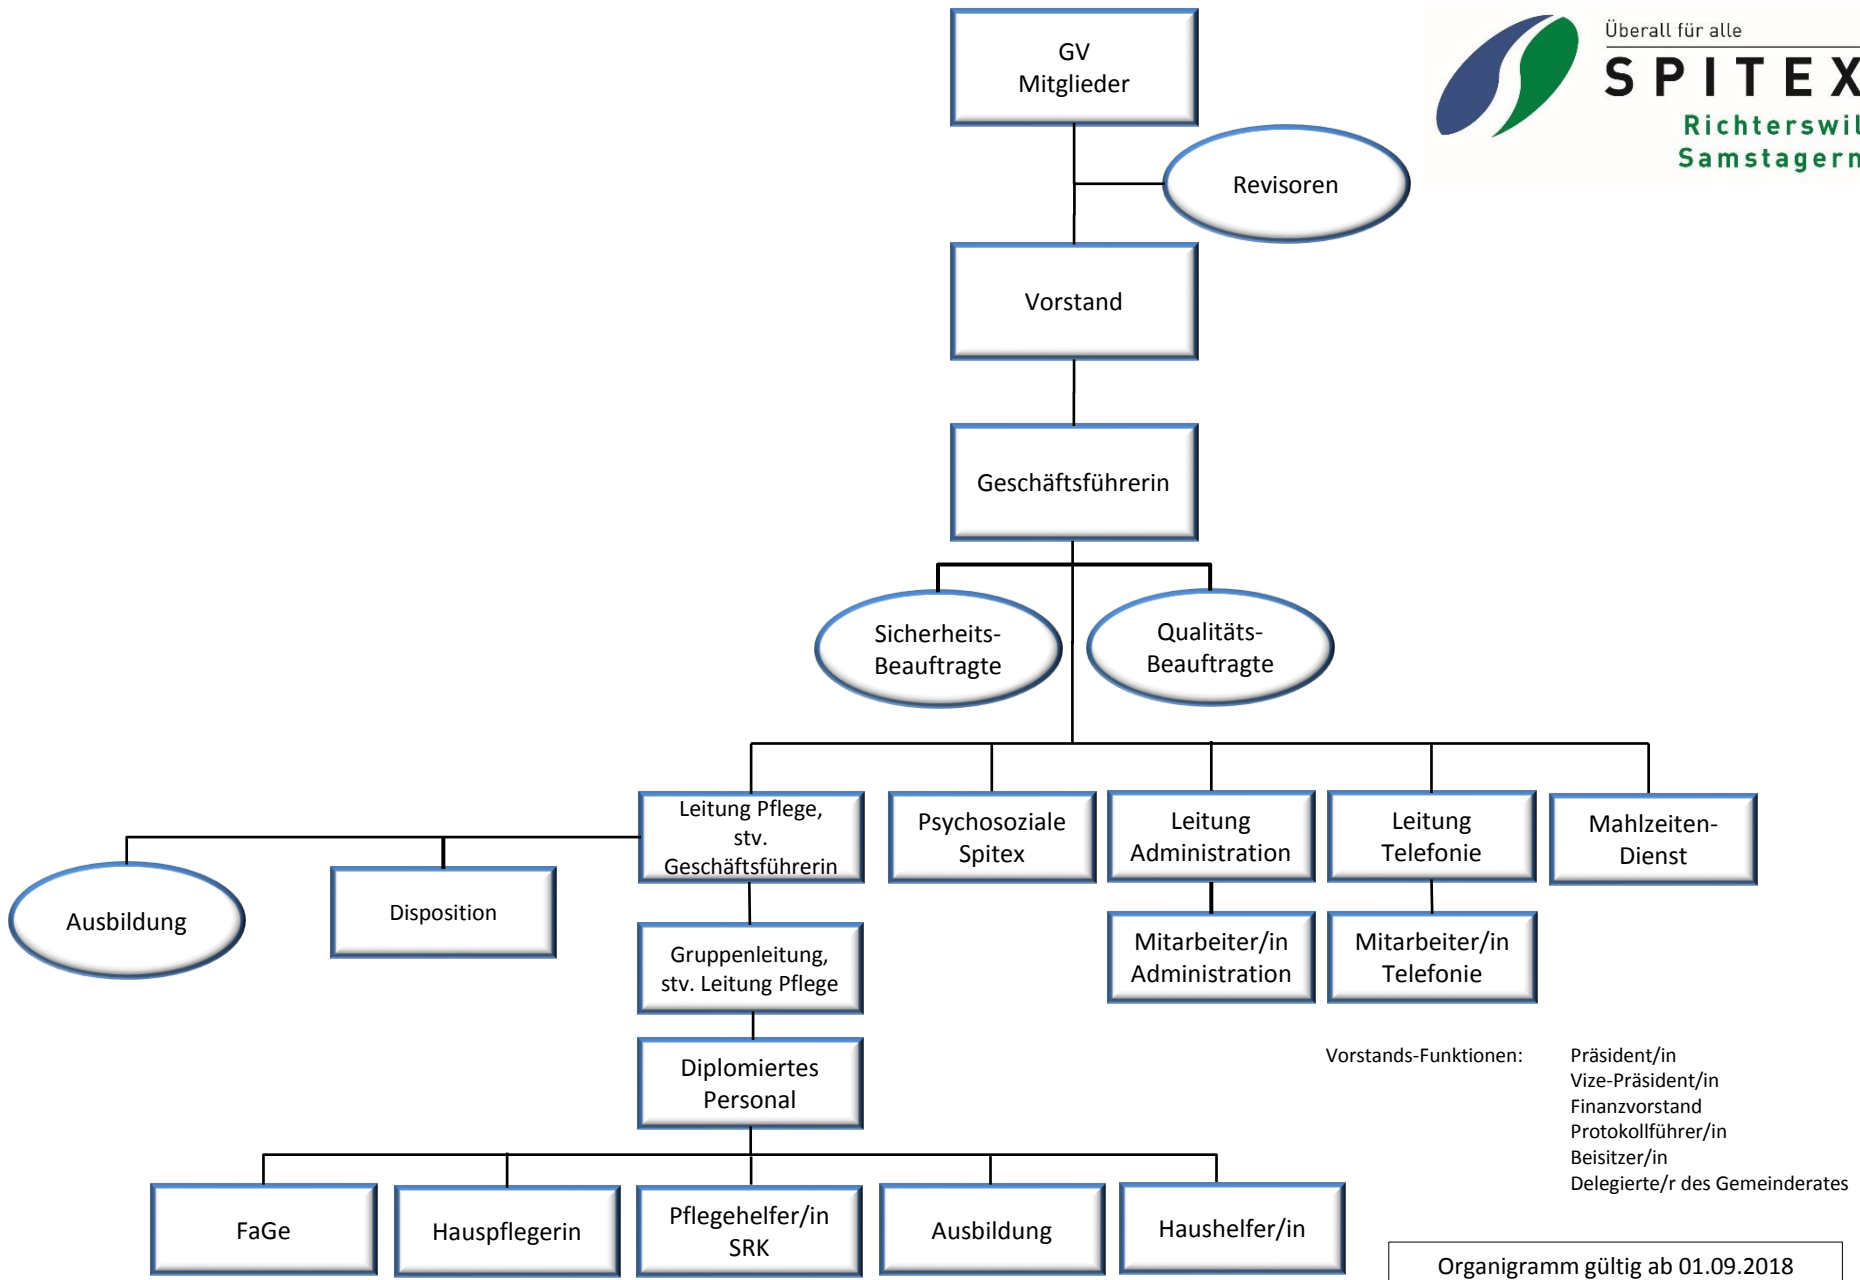 GV
Mitglieder
Überall für alle
SPITEX
Richterswil
Samstagern
Revisoren
Vorstand
Geschäftsführerin
Sicherheits-
Beauftragte
Qualitäts-
Beauftragte
Leitung Pflege,
stv.
Geschäftsführerin
Psychosoziale
Spitex
Leitung
Administration
Leitung
Telefonie
Mahlzeiten-
Dienst
Ausbildung
Disposition
Gruppenleitung,
stv. Leitung Pflege
Mitarbeiter/in
Administration
Mitarbeiter/in
Telefonie
Diplomiertes
Personal
Vorstands-Funktionen: Präsident/in
Vize-Präsident/in
Finanzvorstand
Protokollführer/in
Beisitzer/in
Delegierte/r des Gemeinderates
FaGe
Hauspflegerin
Pflegehelfer/in
SRK
Ausbildung
Haushelfer/in
Organigramm gültig ab 01.09.2018